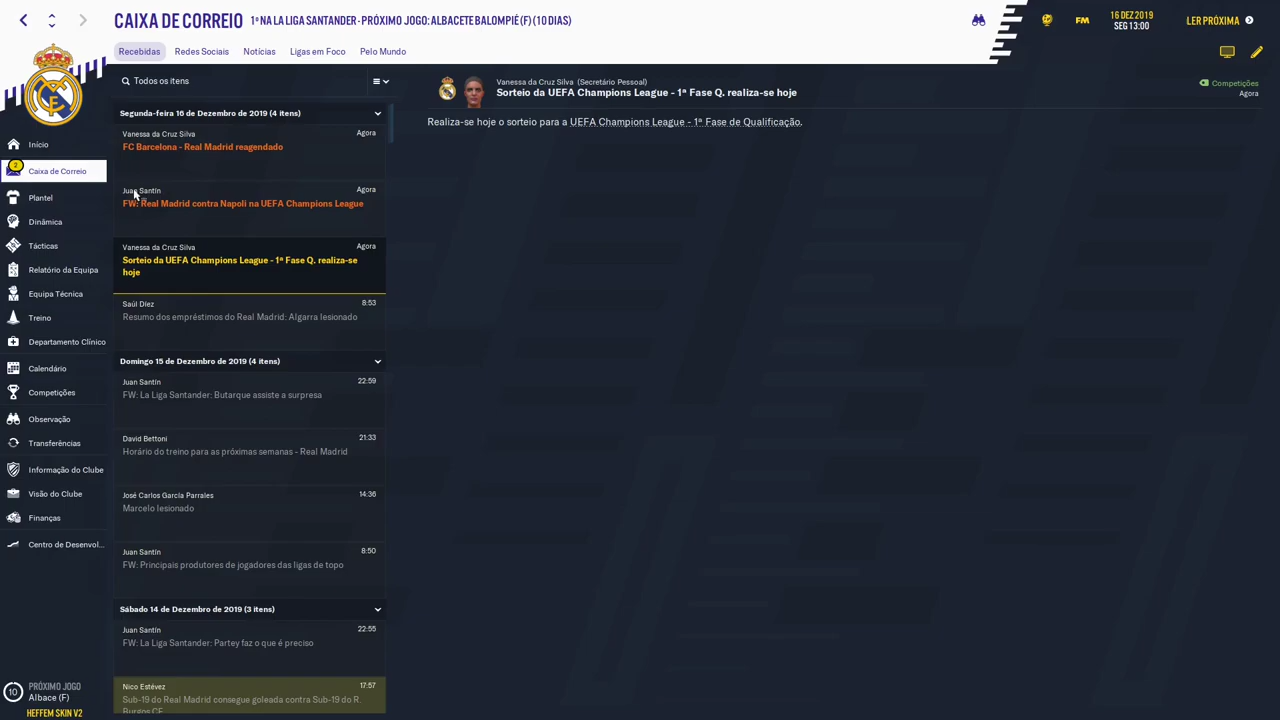 CAIXA DE CORREIO
1º NA LA LIGA SANTANDER · PRÓXIMO JOGO: ALBACETE BALOMPIÉ (F) (10 DIAS)
FM
16 DEZ 2019
SEG 13:00
LER PRÓXIMA
Recebidas
Redes Sociais
Notícias
Ligas em Foco
Pelo Mundo
Início
2
Caixa de Correio
Plantel
Dinâmica
Tácticas
Relatório da Equipa
Equipa Técnica
Treino
Departamento Clínico
Calendário
Competições
Observação
Transferências
Informação do Clube
Visão do Clube
Finanças
Centro de Desenvol...
10
PRÓXIMO JOGO
Albace (F)
HEFFEM SKIN V2
Todos os itens
Segunda-feira 16 de Dezembro de 2019 (4 itens)
Vanessa da Cruz Silva Agora
FC Barcelona - Real Madrid reagendado
Juan Santín Agora
FW: Real Madrid contra Napoli na UEFA Champions League
Vanessa da Cruz Silva Agora
Sorteio da UEFA Champions League - 1ª Fase Q. realiza-se
hoje
Saúl Díez 8:53
Resumo dos empréstimos do Real Madrid: Algarra lesionado
Domingo 15 de Dezembro de 2019 (4 itens)
Juan Santín 22:59
FW: La Liga Santander: Butarque assiste a surpresa
David Bettoni 21:33
Horário do treino para as próximas semanas - Real Madrid
José Carlos García Parrales 14:36
Marcelo lesionado
Juan Santín 8:50
FW: Principais produtores de jogadores das ligas de topo
Sábado 14 de Dezembro de 2019 (3 itens)
Juan Santín 22:55
FW: La Liga Santander: Partey faz o que é preciso
Nico Estévez 17:57
Sub-19 do Real Madrid consegue goleada contra Sub-19 do R.
Burgos CF
Vanessa da Cruz Silva (Secretário Pessoal)
Sorteio da UEFA Champions League - 1ª Fase Q. realiza-se hoje
Competições
Agora
Realiza-se hoje o sorteio para a UEFA Champions League - 1ª Fase de Qualificação.